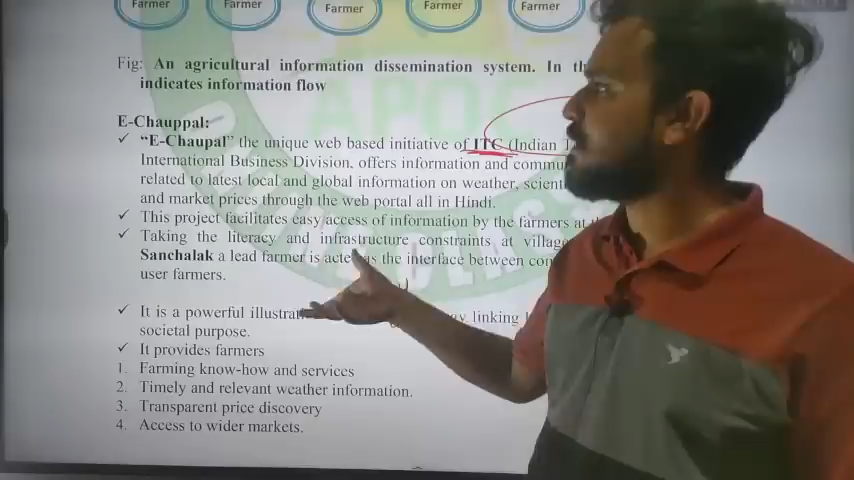 Farmer Farmer Farmer Farmer Farmer
Fig: An agricultural information dissemination system. In th
indicates information flow
E-Chauppal:
✓ “E-Chaupal” the unique web based initiative of ITC (Indian
International Business Division, offers information and commu
related to latest local and global information on weather, scient
and market prices through the web portal all in Hindi.
✓ This project facilitates easy access of information by the farmers at
✓ Taking the literacy and infrastructure constraints at village
Sanchalak a lead farmer is acte as the interface between con
user farmers.
✓ It is a powerful illustra linking
societal purpose.
✓ It provides farmers
1. Farming know-how and services
2. Timely and relevant weather information.
3. Transparent price discovery
4. Access to wider markets.